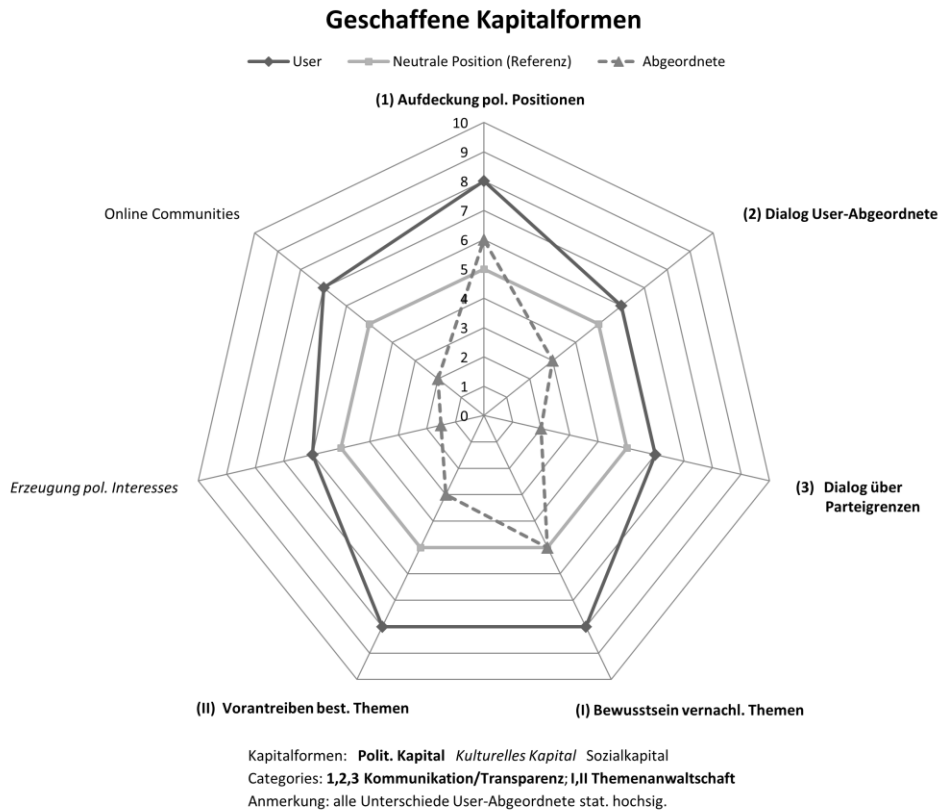 Geschaffene Kapitalformen
User Neutrale Position (Referenz) Abgeordnete
(1) Aufdeckung pol. Positionen
10
9
8
7
6
5
4
3
2
1
0
Online Communities
(2) Dialog User-Abgeordnete
Erzeugung pol. Interesses
(3) Dialog über
Parteigrenzen
(II) Vorantreiben best. Themen
(I) Bewusstsein vernachl. Themen
Kapitalformen: Polit. Kapital Kulturelles Kapital Sozialkapital
Categories: 1,2,3 Kommunikation/Transparenz; I,II Themenanwaltschaft
Anmerkung: alle Unterschiede User-Abgeordnete stat. hochsig.